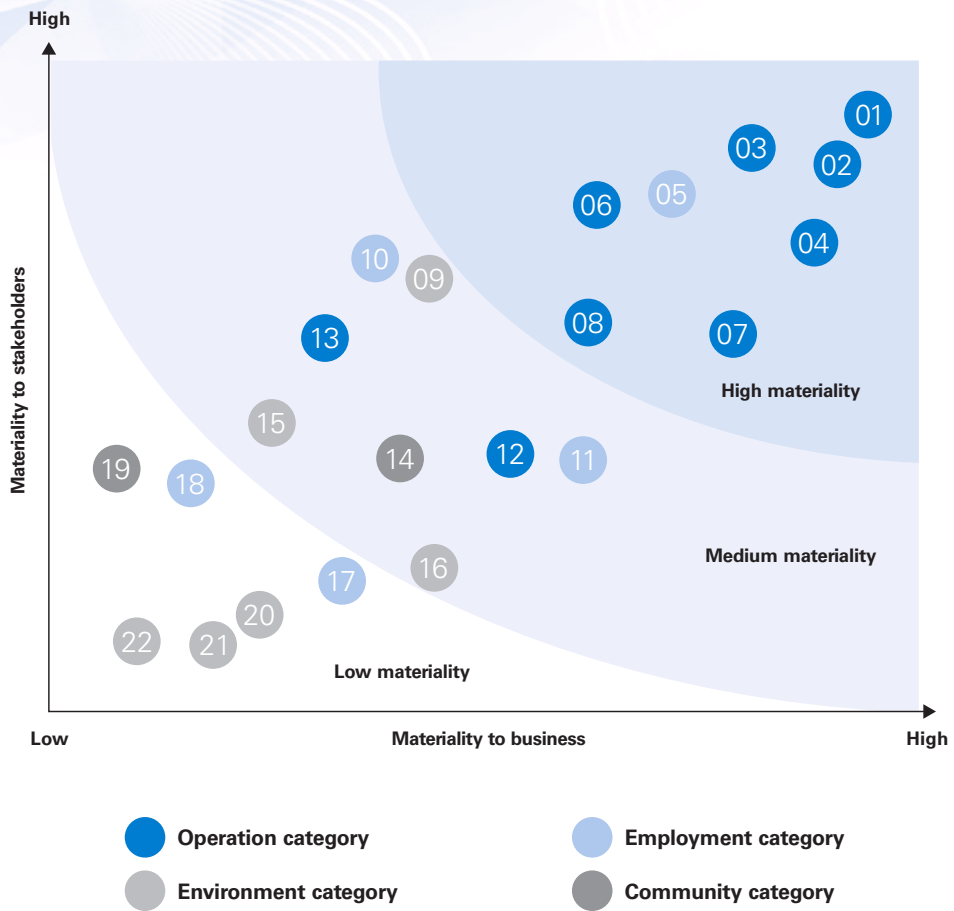 High
01
03
02
05
06
04
10
09
08
07
13
High materiality
15
12
14
11
19
18
Medium materiality
16
17
20
22
21
Low materiality
Materiality to stakeholders
Low
Materiality to business
High
Operation category
Employment category
Environment category
Community category